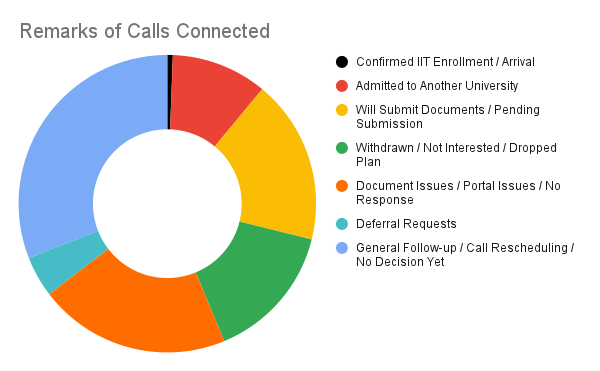 Remarks of Calls Connected
Confirmed IIT Enrollment / Arrival
Admitted to Another University
Will Submit Documents / Pending
Submission
Withdrawn / Not Interested / Dropped
Plan
Document Issues / Portal Issues / No
Response
Deferral Requests
General Follow-up / Call Rescheduling /
No Decision Yet